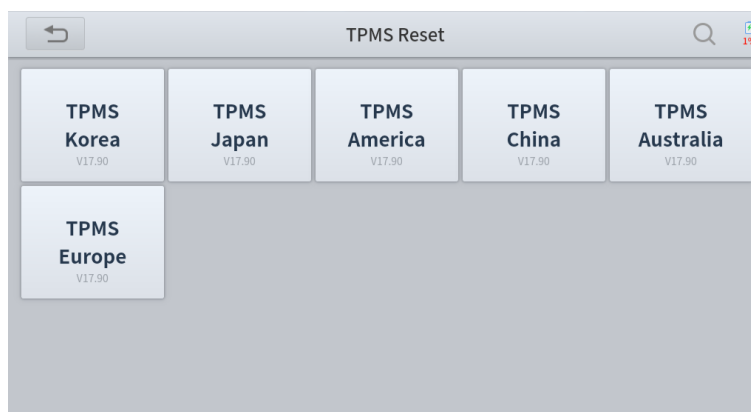 TPMS Reset
TPMS
Korea
V17.90
TPMS
Japan
V17.90
TPMS
America
V17.90
TPMS
China
V17.90
TPMS
Australia
V17.90
TPMS
Europe
V17.90